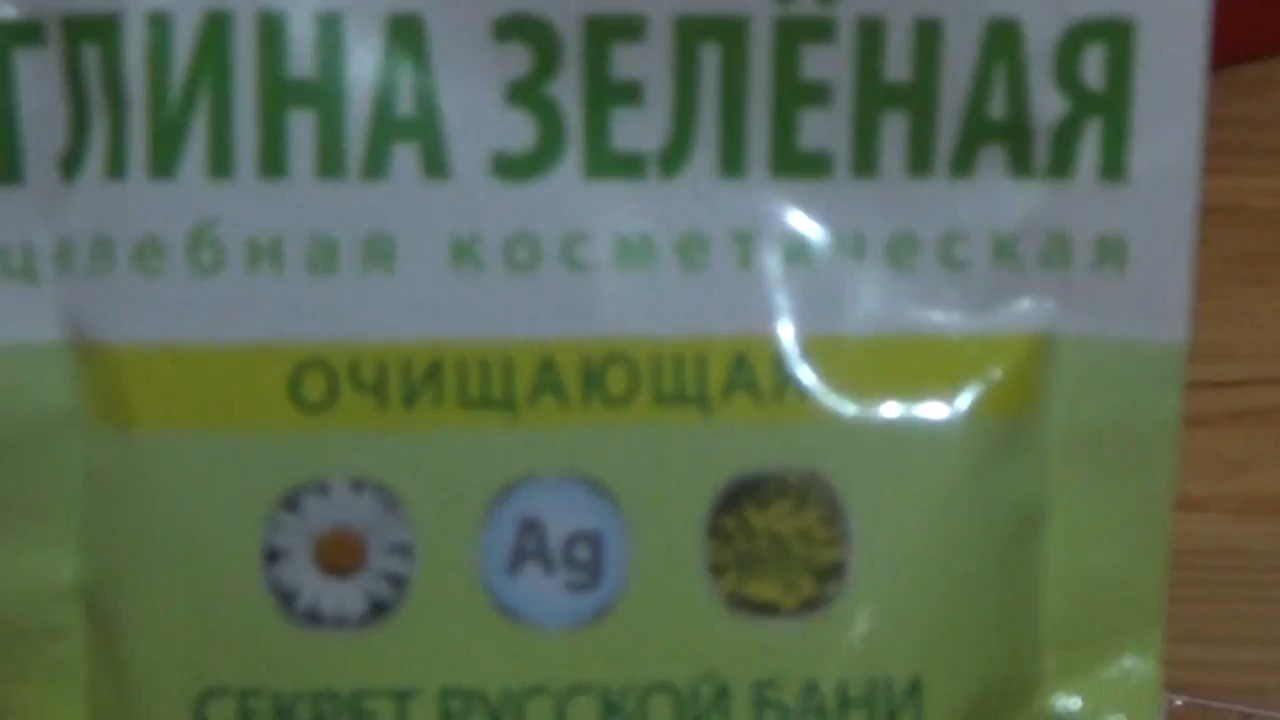 ГЛИНА ЗЕЛЁНАЯ
целебная косметическая
ОЧИЩАЮЩАЯ
Ag
СЕКРЕТ РУССКОЙ БАНИ